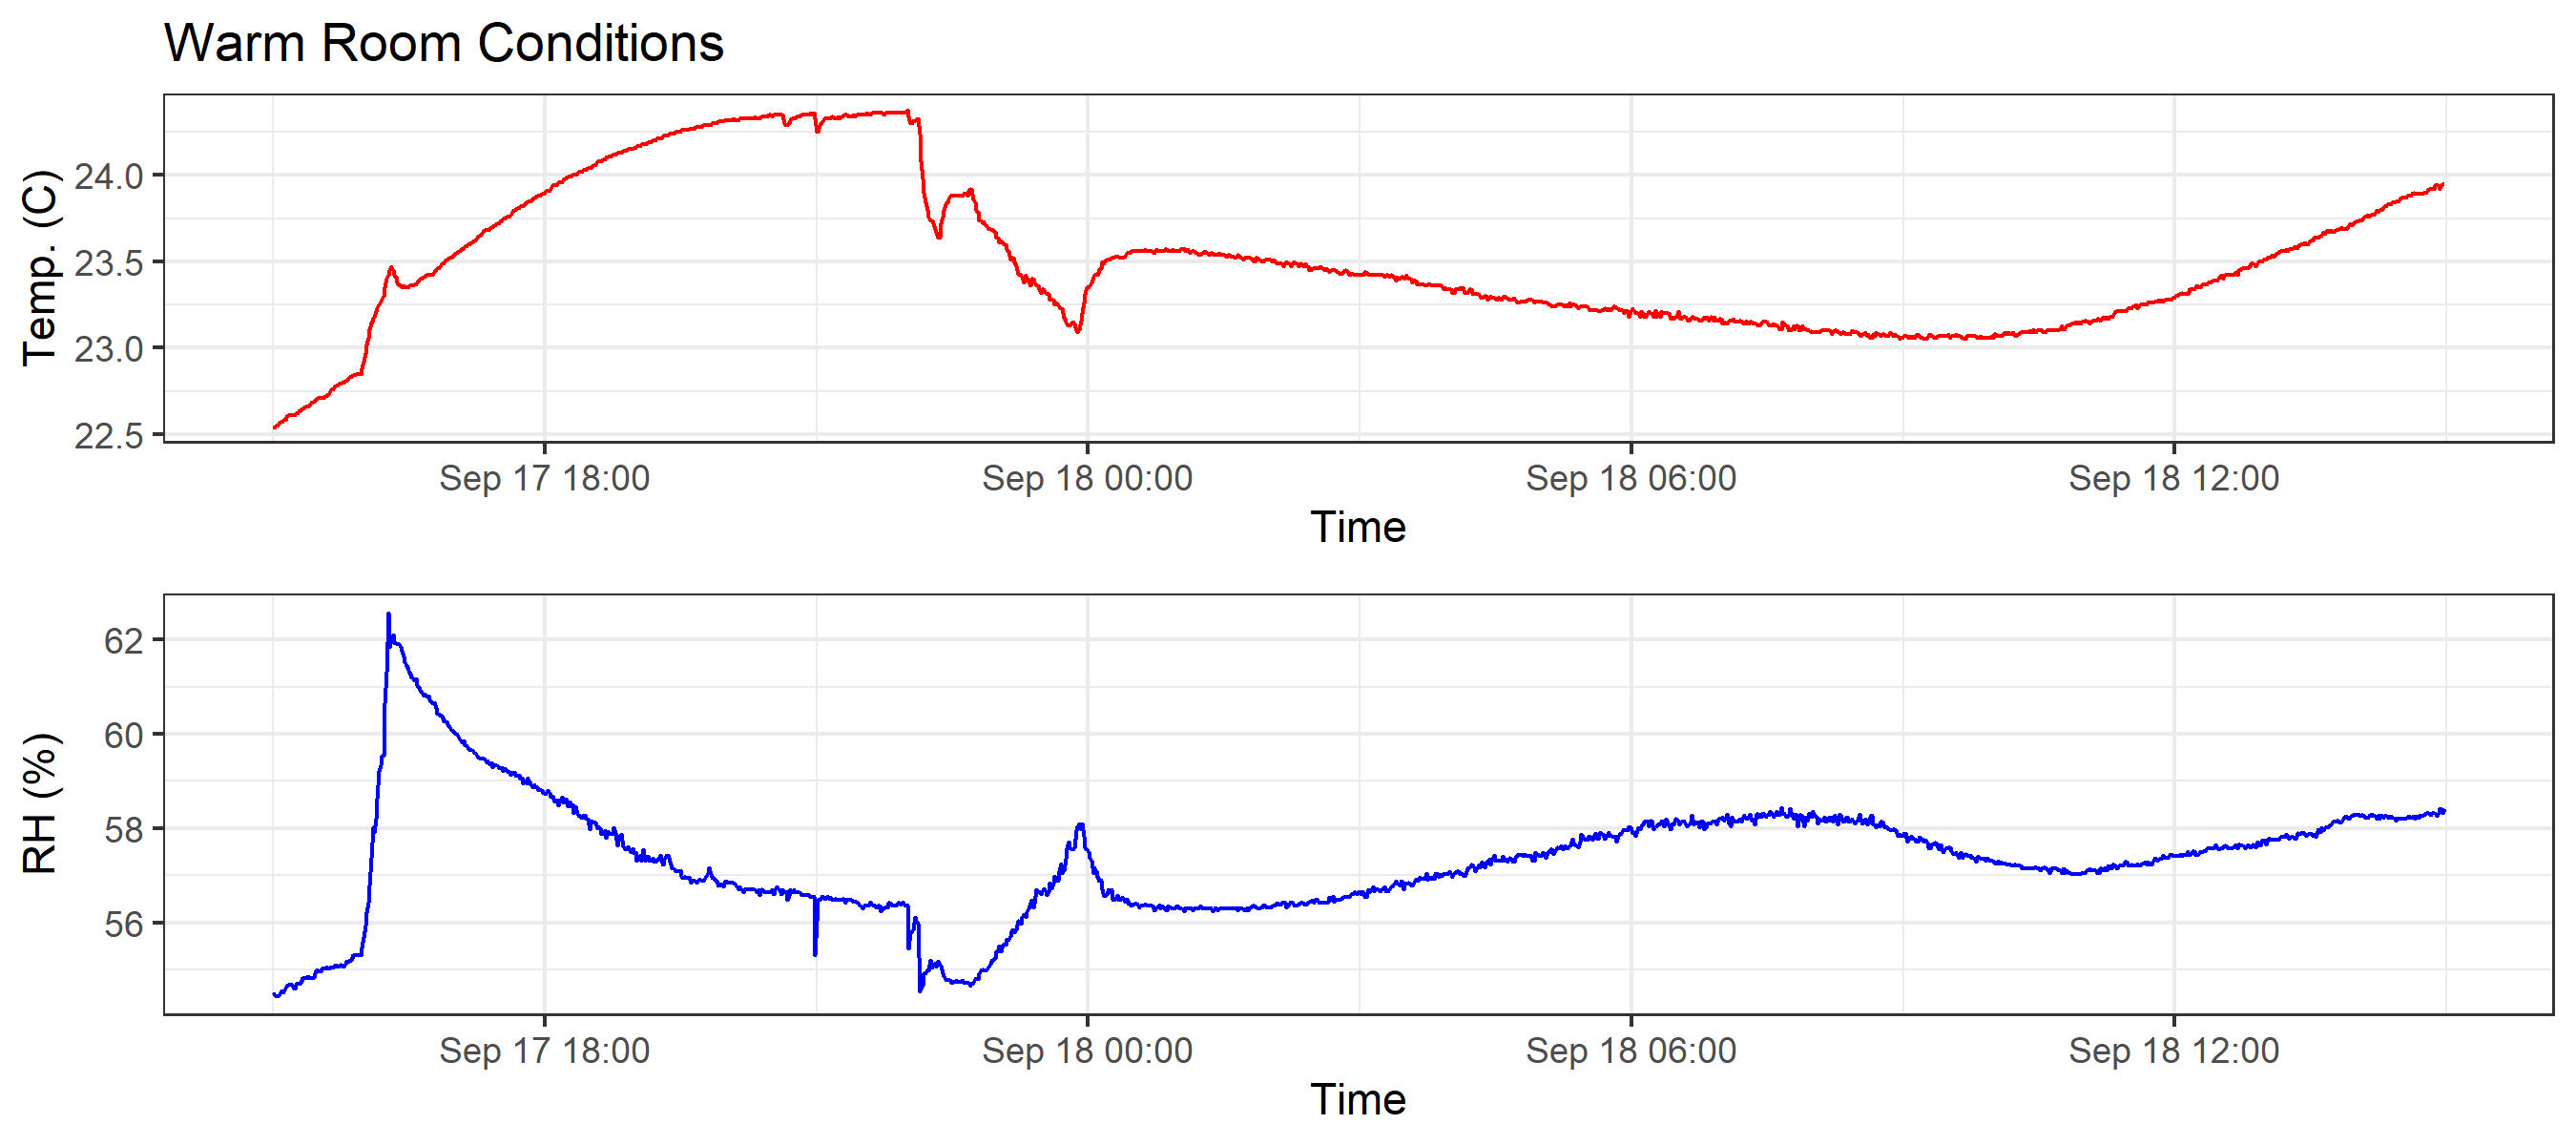 Warm Room Conditions
Temp. (C)
24.0
23.5
23.0
22.5
Sep 17 18:00 Sep 18 00:00 Sep 18 06:00 Sep 18 12:00
Time
RH (%)
62
60
58
56
Sep 17 18:00 Sep 18 00:00 Sep 18 06:00 Sep 18 12:00
Time